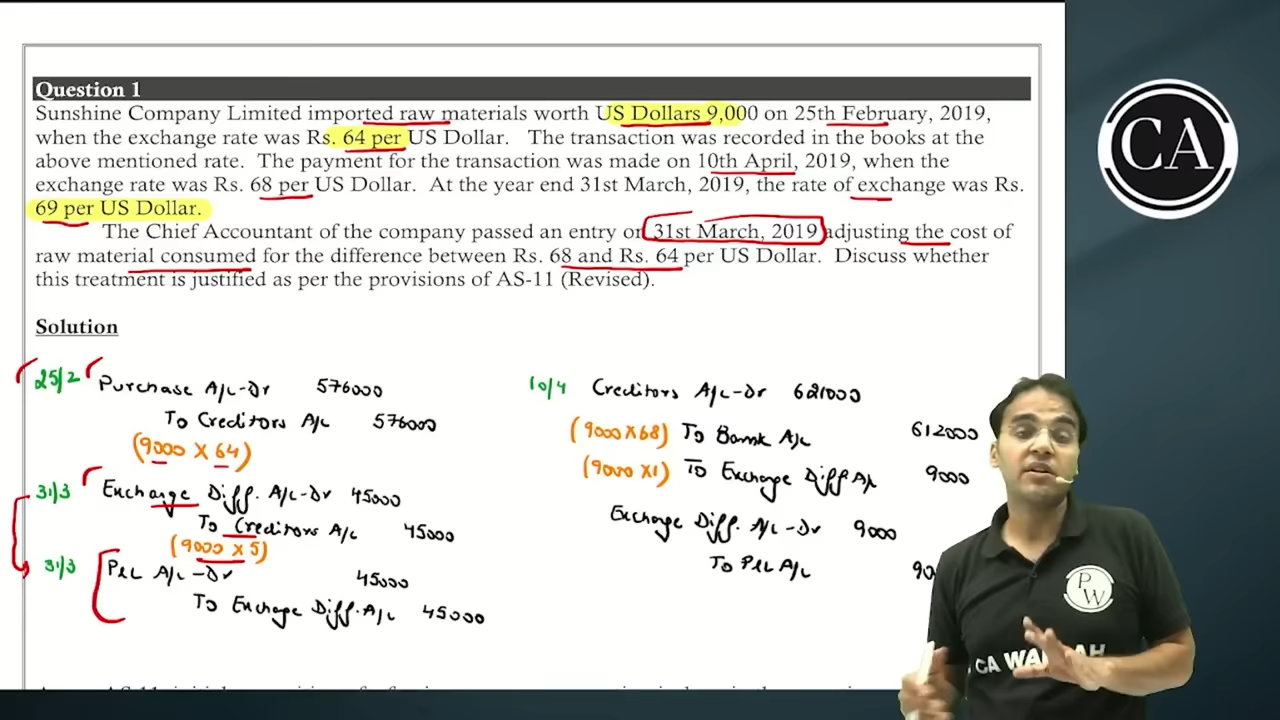 Question 1
Sunshine Company Limited imported raw materials worth US Dollars 9,000 on 25th February, 2019,
when the exchange rate was Rs. 64 per US Dollar. The transaction was recorded in the books at the
above mentioned rate. The payment for the transaction was made on 10th April, 2019, when the
exchange rate was Rs. 68 per US Dollar. At the year end 31st March, 2019, the rate of exchange was Rs.
69 per US Dollar.
The Chief Accountant of the company passed an entry on 31st March, 2019 adjusting the cost of
raw material consumed for the difference between Rs. 68 and Rs. 64 per US Dollar. Discuss whether
this treatment is justified as per the provisions of AS-11 (Revised).
Solution
25/2 Purchase A/c-Dr 576000
To Creditors A/c 576000
(9000 X 64)
31/3 Exchange Diff. A/c-Dr 45000
To Creditors A/c 45000
(9000 X 5)
31/3 P&L A/c-Dr 45000
To Exchage Diff. A/c 45000
10/4 Creditors A/c-Dr 621000
(9000 X 68) To Bank A/c 612000
(9000 X 1) To Exchange Diff A/c 9000
Exchange Diff. A/c-Dr 9000
To P&L A/c
CA
PW
CA WALLAH